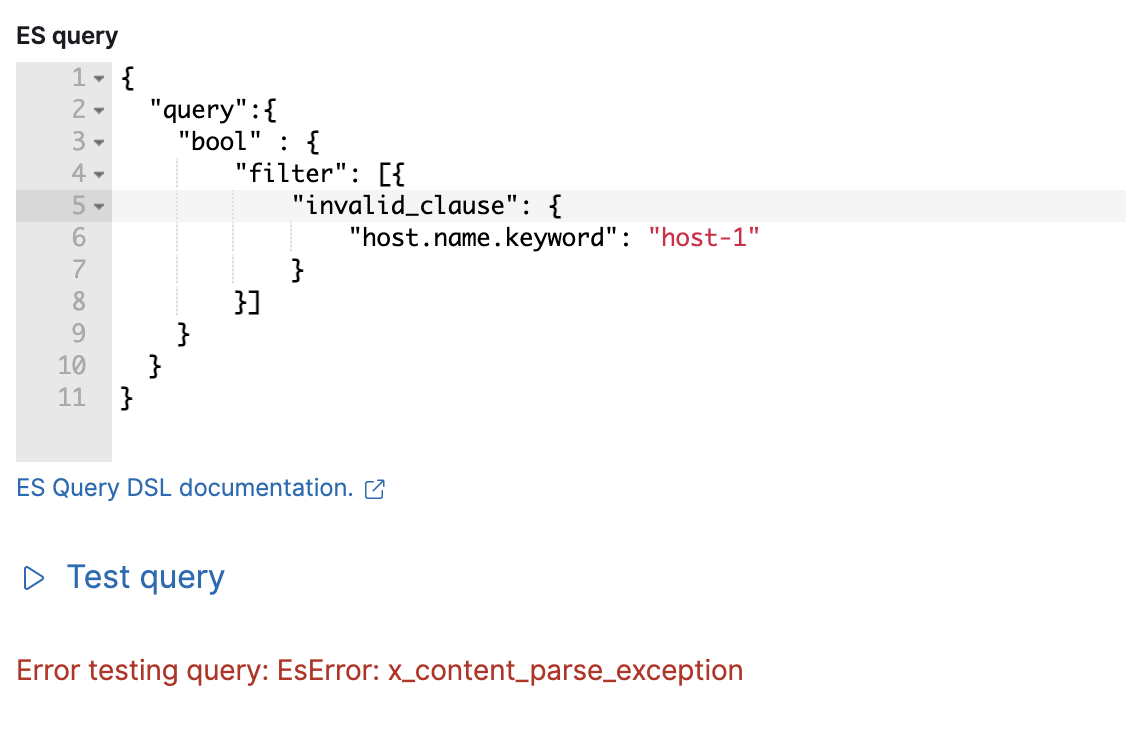 ES query
1 {
2   "query":{
3     "bool" : {
4         "filter": [{
5             "invalid_clause": {
6                 "host.name.keyword": "host-1"
7             }
8         }]
9     }
10   }
11 }
ES Query DSL documentation.
Test query
Error testing query: EsError: x_content_parse_exception